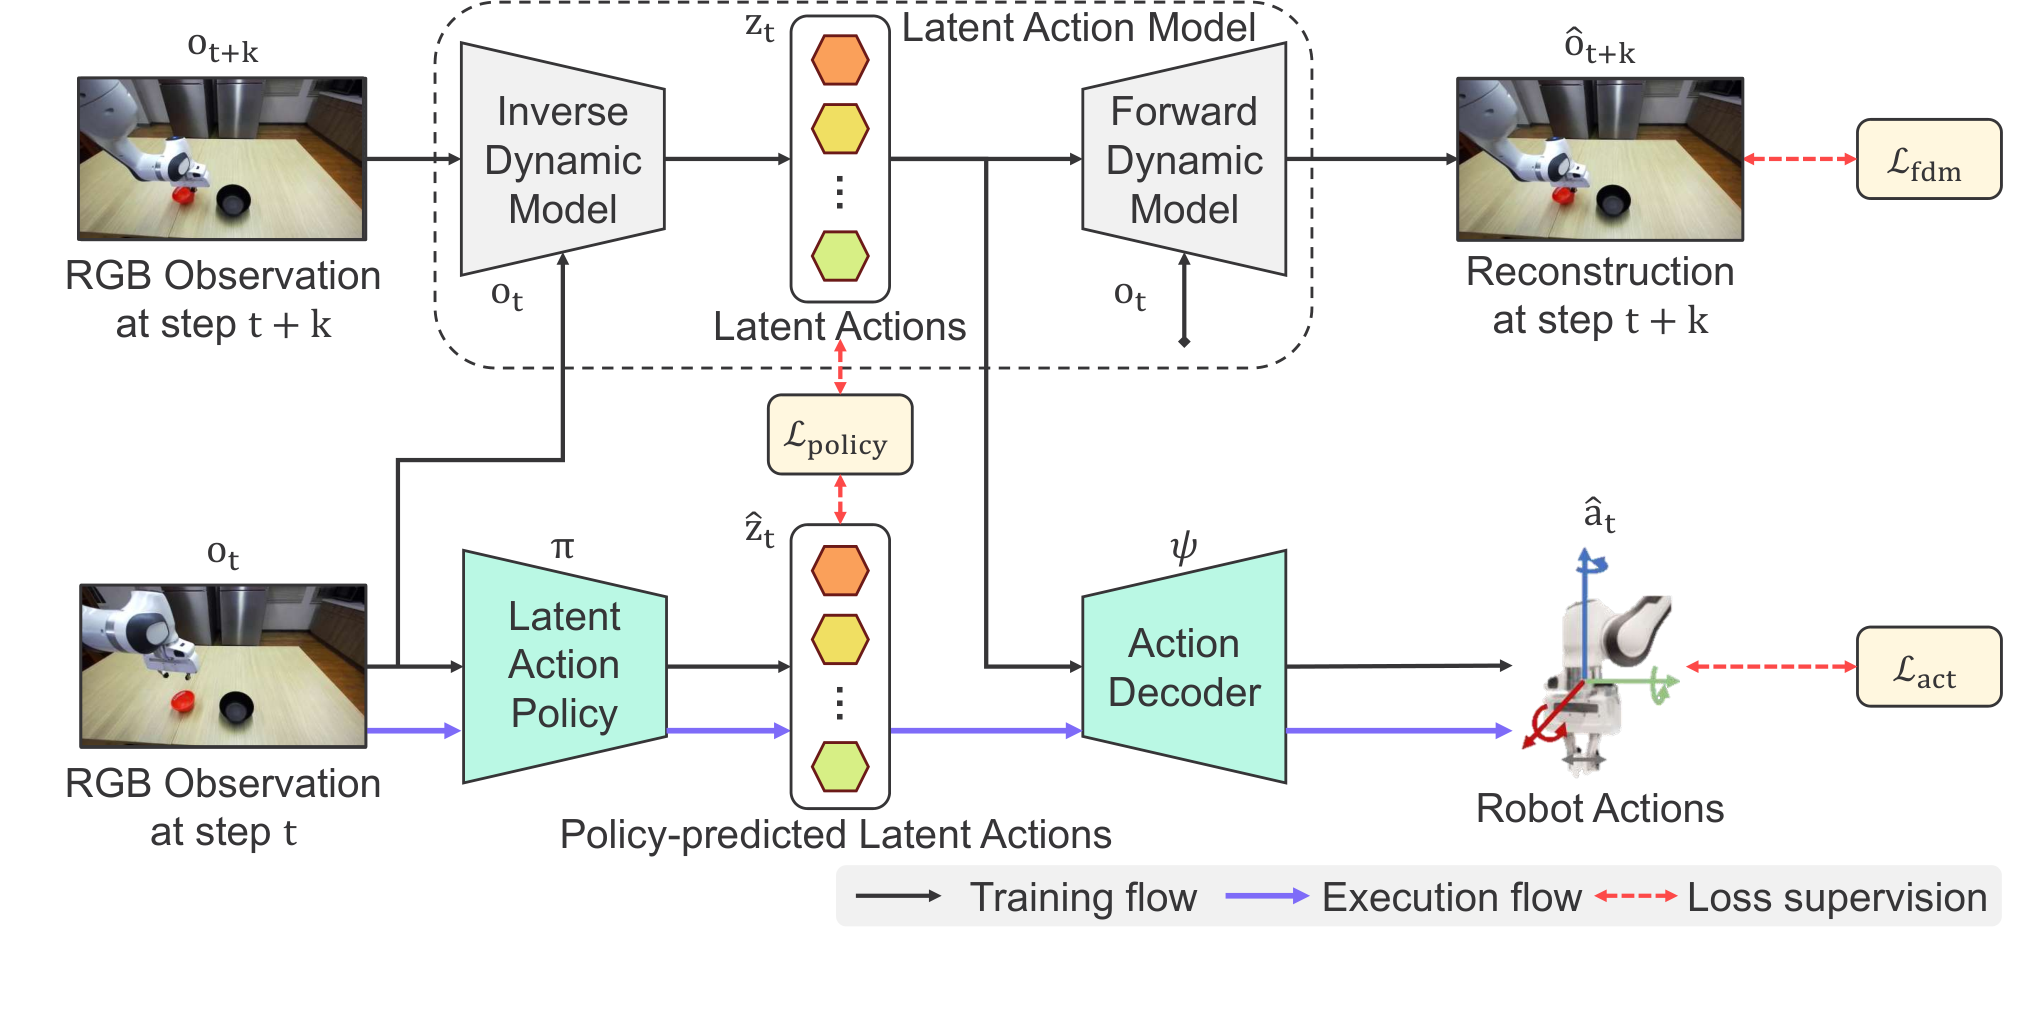 o_{t+k}
RGB Observation
at step t + k
Inverse
Dynamic
Model
o_t
z_t
Latent Actions
Latent Action Model
Forward
Dynamic
Model
o_t
ô_{t+k}
Reconstruction
at step t + k
ℒ_fdm
ℒ_policy
o_t
RGB Observation
at step t
π
Latent
Action
Policy
ẑ_t
Policy-predicted Latent Actions
ψ
Action
Decoder
â_t
Robot Actions
ℒ_act
Training flow
Execution flow
Loss supervision